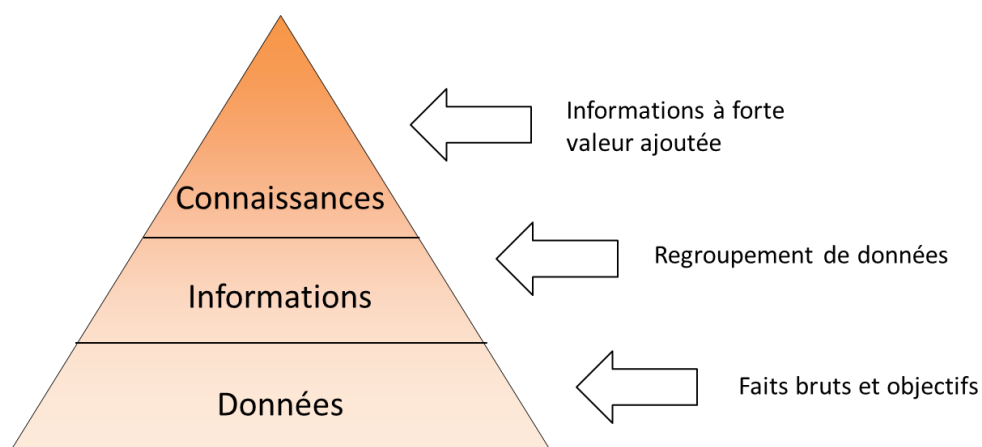 Informations à forte
valeur ajoutée
Connaissances
Regroupement de données
Informations
Faits bruts et objectifs
Données